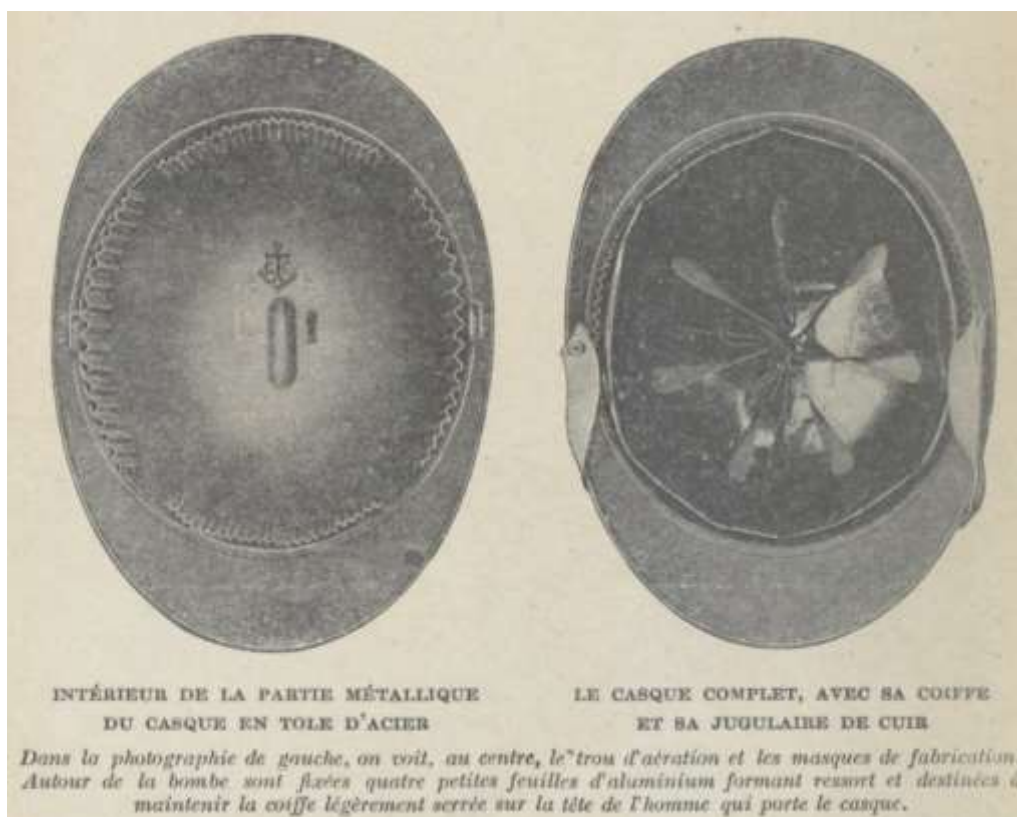 INTÉRIEUR DE LA PARTIE MÉTALLIQUE
DU CASQUE EN TOLE D'ACIER
LE CASQUE COMPLET, AVEC SA COIFFE
ET SA JUGULAIRE DE CUIR
Dans la photographie de gauche, on voit, au centre, le trou d'aération et les masques de fabrication
Autour de la bombe sont fixées quatre petites feuilles d'aluminium formant ressort et destinées à
maintenir la coiffe légèrement serrée sur la tête de l'homme qui porte le casque.